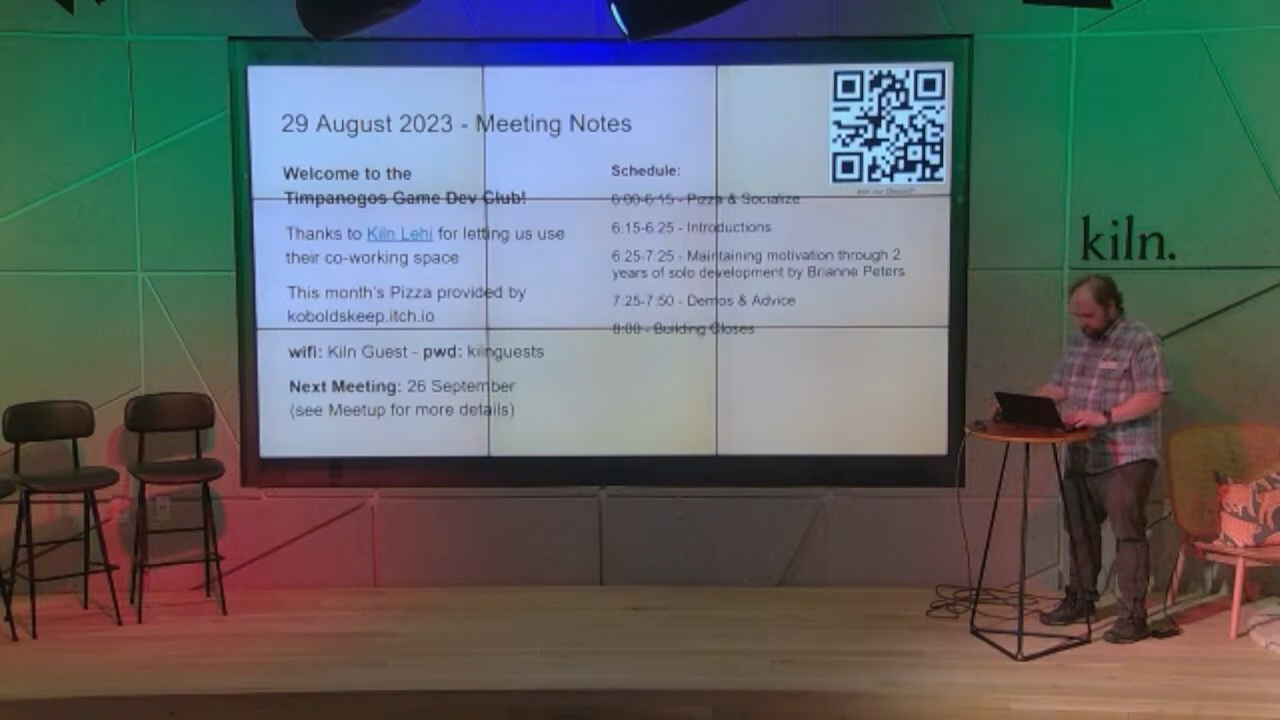 29 August 2023 - Meeting Notes
Welcome to the
Timpanogos Game Dev Club!
Thanks to Kiln Lehi for letting us use
their co-working space
This month's Pizza provided by
koboldskeep.itch.io
wifi: Kiln Guest - pwd: kilnguests
Next Meeting: 26 September
(see Meetup for more details)
Join our Discord!
Schedule:
6:00-6:15 - Pizza & Socialize
6:15-6:25 - Introductions
6:25-7:25 - Maintaining motivation through 2
years of solo development by Brianne Peters
7:25-7:50 - Demos & Advice
8:00 - Building Closes
kiln.